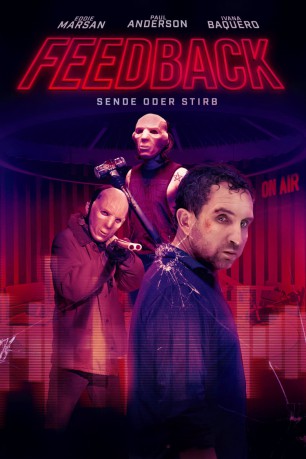 EDDIE MARSAN PAUL ANDERSON IVANA BAQUERO
FEEDBACK
SENDE ODER STIRB
ON AIR